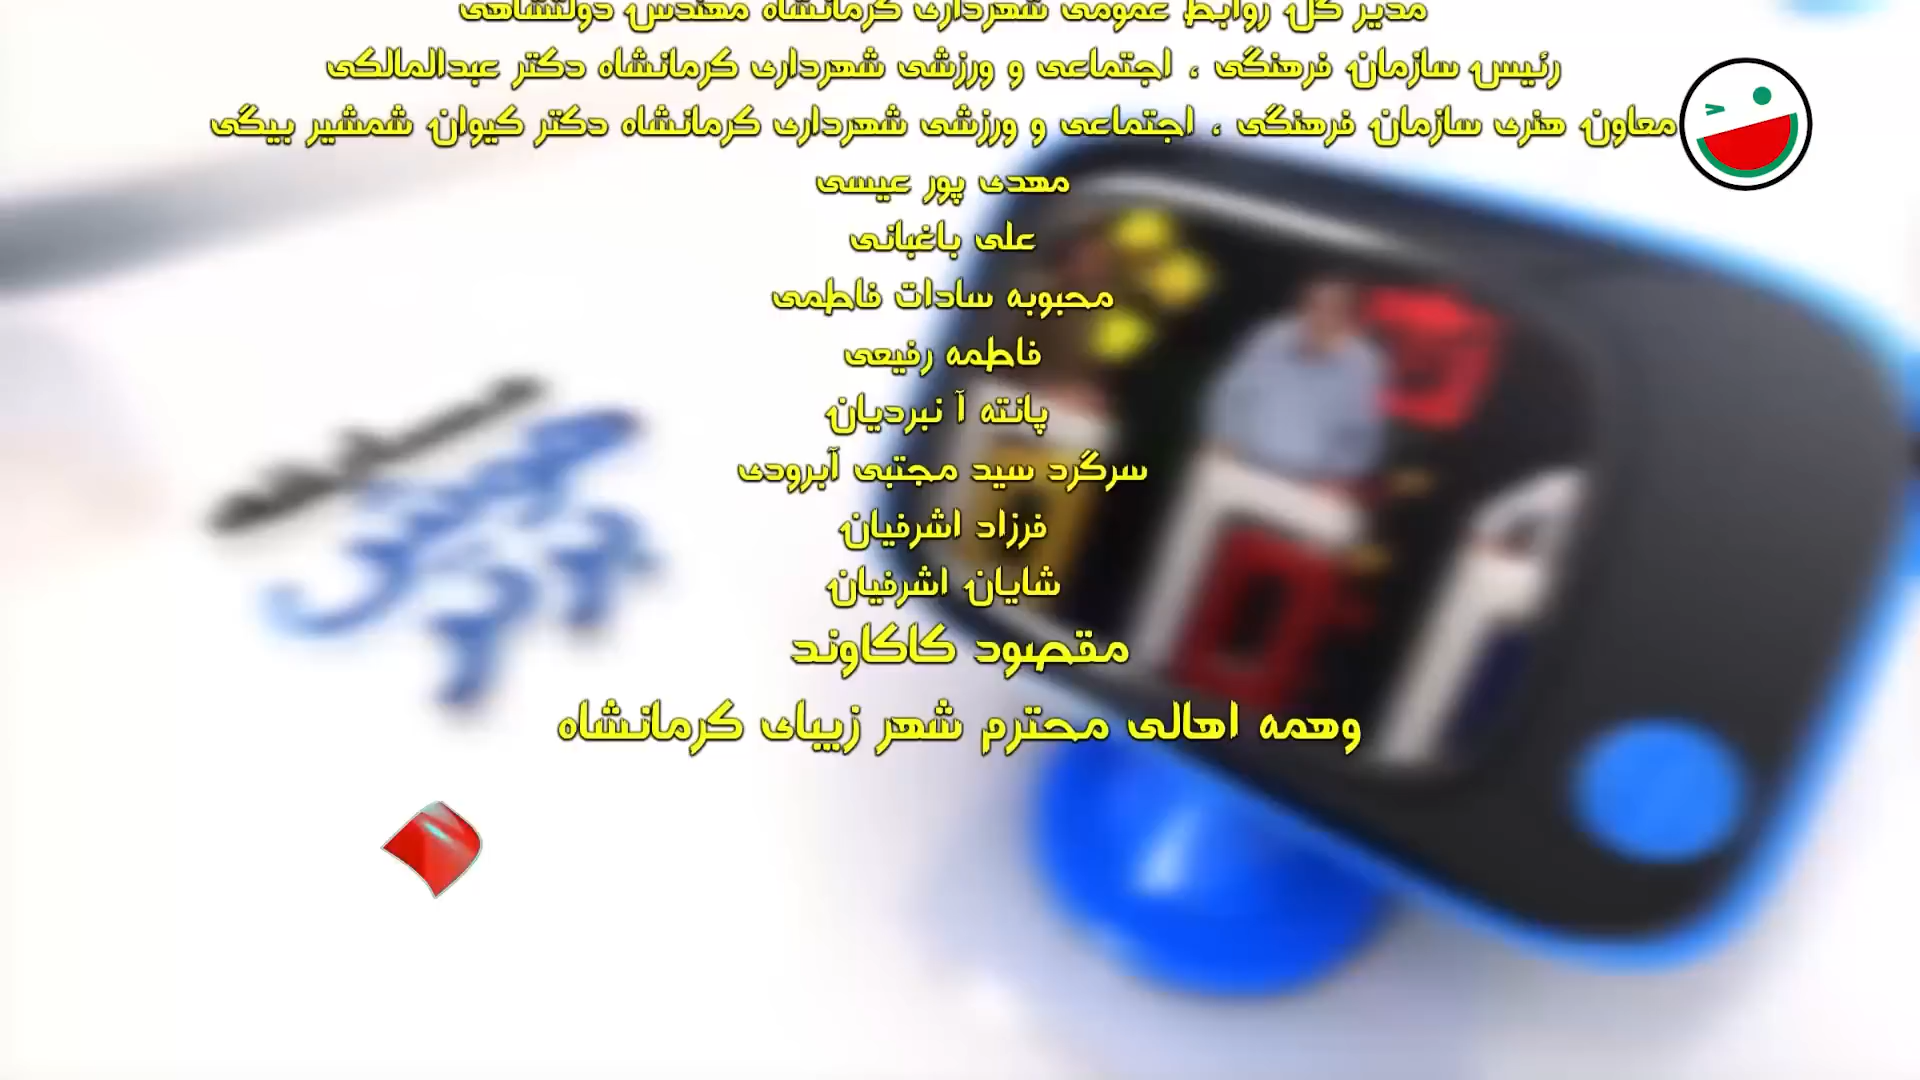 مدیر کل روابط عمومی شهرداری کرمانشاه مهندس دولتشاهی
رئیس سازمان فرهنگی ، اجتماعی و ورزشی شهرداری کرمانشاه دکتر عبدالمالکی
معاون هنری سازمان فرهنگی ، اجتماعی و ورزشی شهرداری کرمانشاه دکتر کیوان شمشیر بیگی
مهدی پور عیسی
علی باغبانی
محبوبه سادات فاطمی
فاطمه رفیعی
پانته آ نبردیان
سرگرد سید مجتبی آبرودی
فرزاد اشرفیان
شایان اشرفیان
مقصود کاکاوند
وهمه اهالی محترم شهر زیبای کرمانشاه